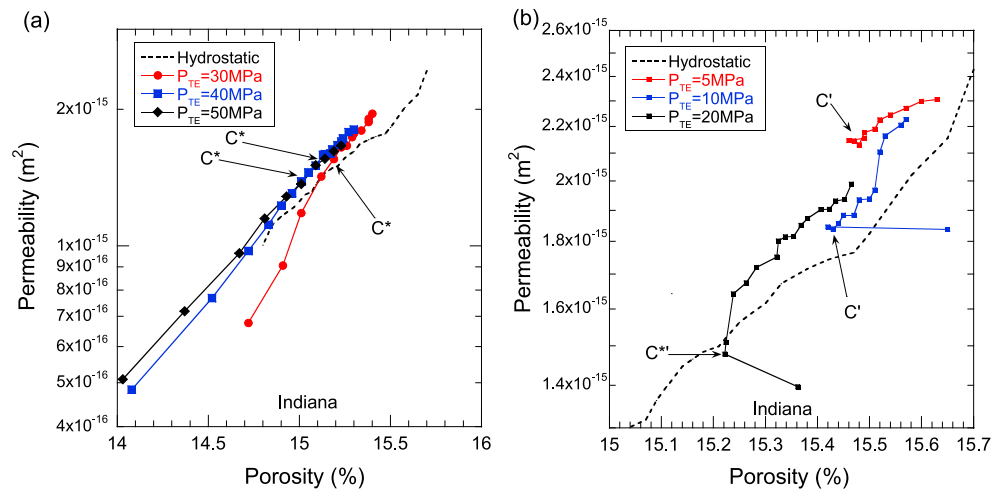 (a)
Hydrostatic
P_TE=30MPa
P_TE=40MPa
P_TE=50MPa
C*
C*
C*
Indiana
Permeability (m²)
2x10⁻¹⁵
1x10⁻¹⁵
9x10⁻¹⁶
8x10⁻¹⁶
7x10⁻¹⁶
6x10⁻¹⁶
5x10⁻¹⁶
4x10⁻¹⁶
14 14.5 15 15.5 16
Porosity (%)
(b)
Hydrostatic
P_TE=5MPa
P_TE=10MPa
P_TE=20MPa
C'
C'
C*'
Indiana
Permeability (m²)
2.6x10⁻¹⁵
2.4x10⁻¹⁵
2.2x10⁻¹⁵
2x10⁻¹⁵
1.8x10⁻¹⁵
1.6x10⁻¹⁵
1.4x10⁻¹⁵
15 15.1 15.2 15.3 15.4 15.5 15.6 15.7
Porosity (%)